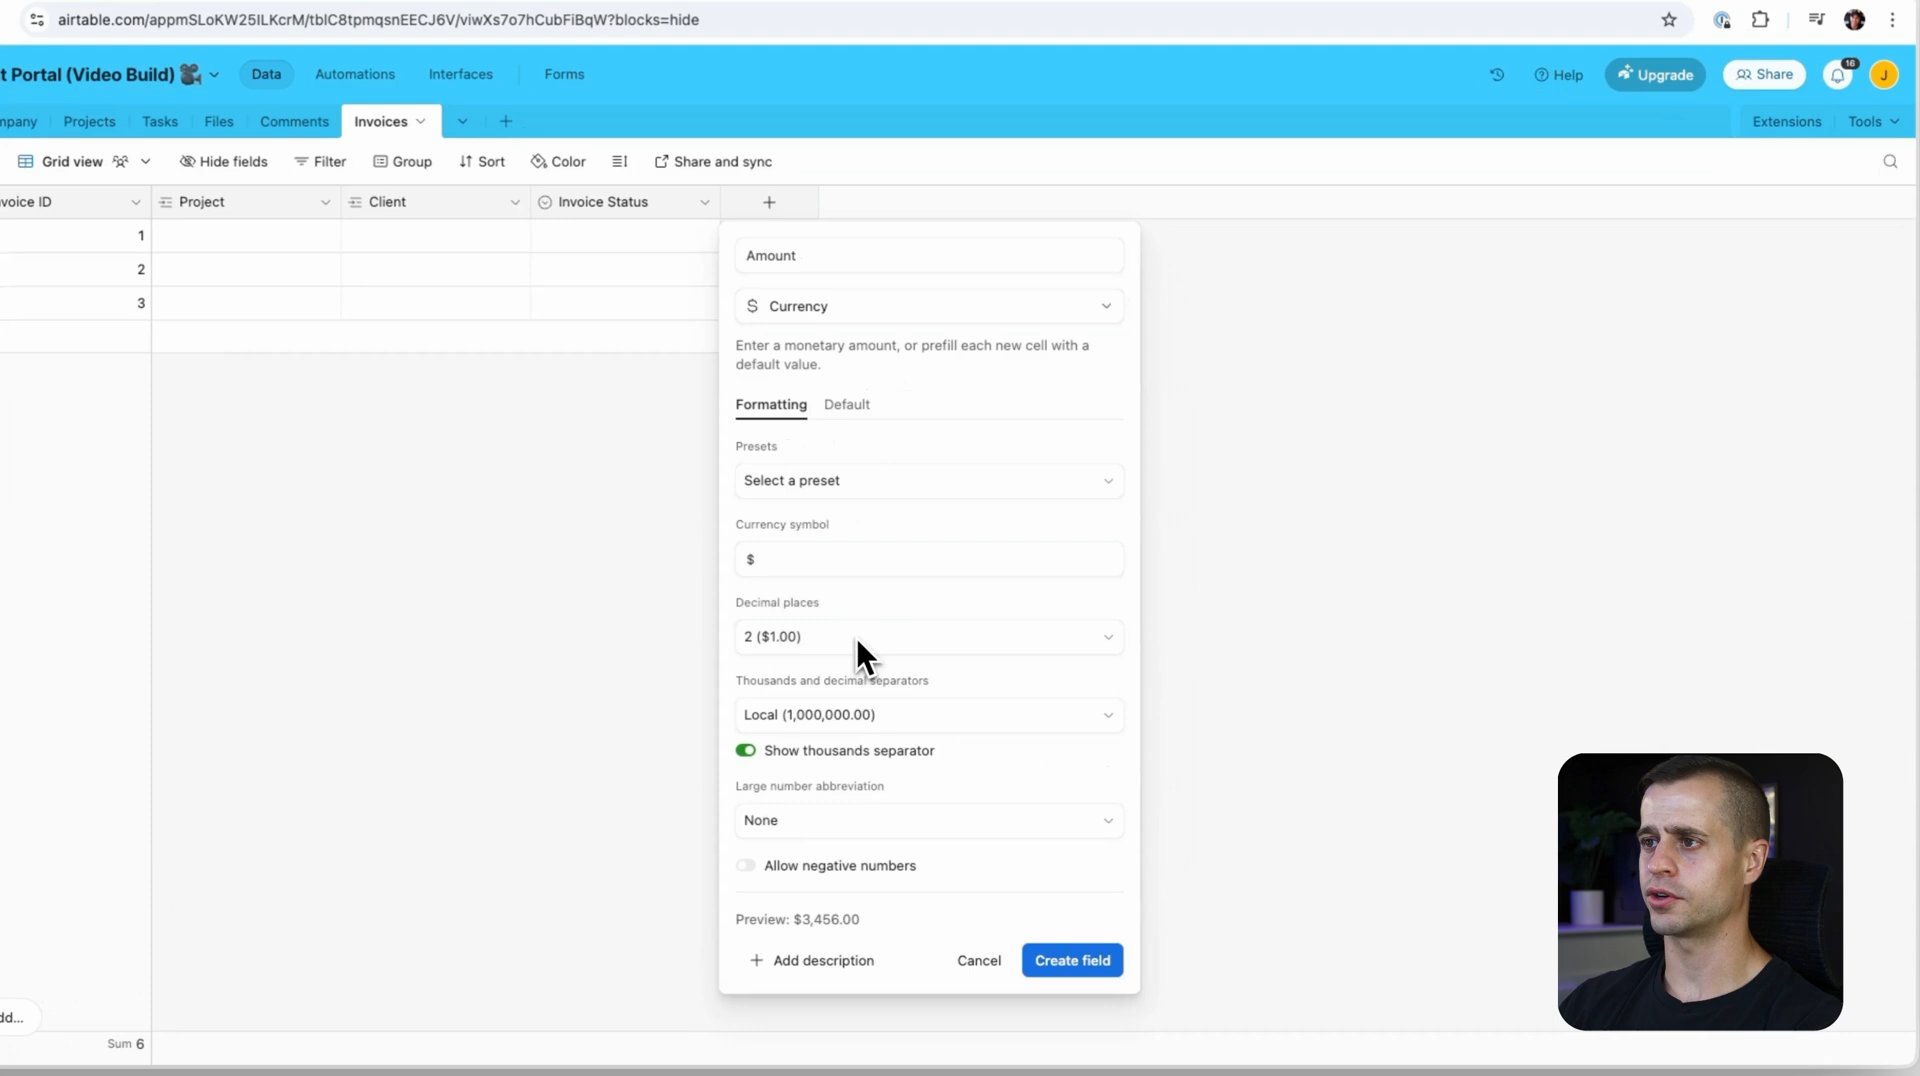 airtable.com/appmSLoKW25ILKcrM/tblC8tpmqsnEECJ6V/viwXs7o7hCubFiBqW?blocks=hide
t Portal (Video Build)
Data
Automations
Interfaces
Forms
Help
Upgrade
Share
16
J
mpany
Projects
Tasks
Files
Comments
Invoices
Extensions
Tools
Grid view
Hide fields
Filter
Group
Sort
Color
Share and sync
nvoice ID
Project
Client
Invoice Status
1
2
3
Amount
$ Currency
Enter a monetary amount, or prefill each new cell with a
default value.
Formatting
Default
Presets
Select a preset
Currency symbol
$
Decimal places
2 ($1.00)
Thousands and decimal separators
Local (1,000,000.00)
Show thousands separator
Large number abbreviation
None
Allow negative numbers
Preview: $3,456.00
Add description
Cancel
Create field
dd...
Sum 6